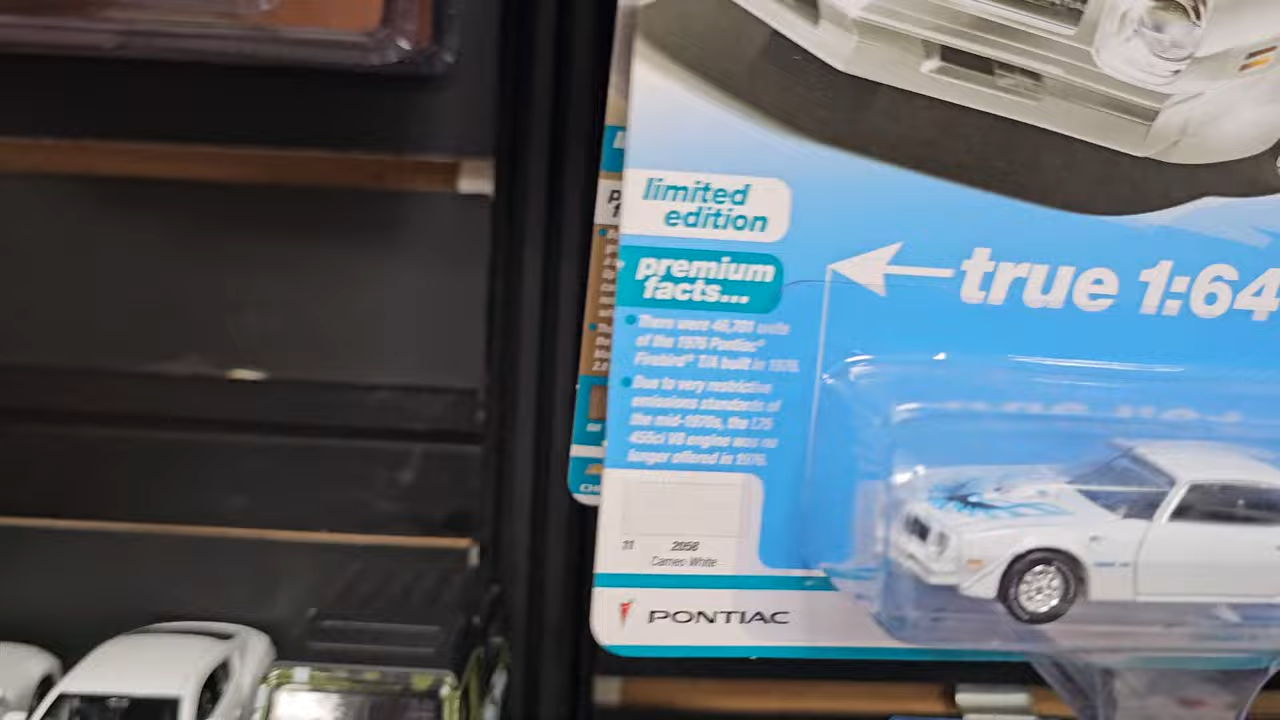 limited
edition
premium
facts...
true 1:64
There were 46,701 units
of the 1976 Pontiac®
Firebird® T/A built in 1976.
Due to very restrictive
emissions standards of
the mid-1970s, the
455ci V8 engine was no
longer offered in 1976.
11 2058
Cameo White
PONTIAC